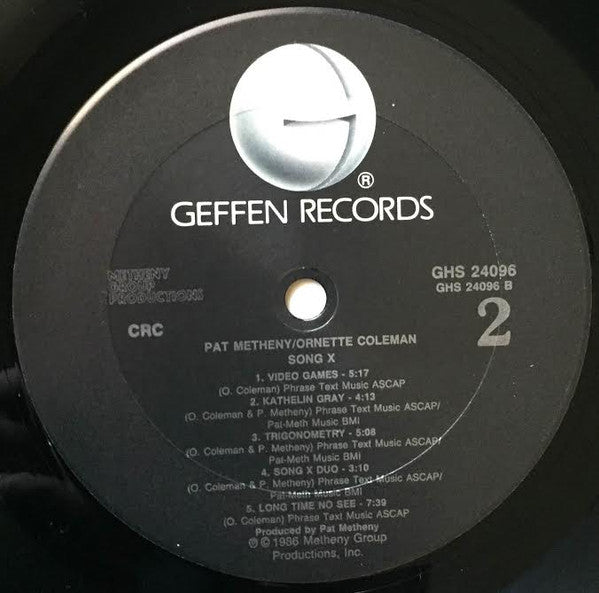 G
®
GEFFEN RECORDS
METHENY
GROUP
PRODUCTIONS
CRC
GHS 24096
GHS 24096 B
2
PAT METHENY/ORNETTE COLEMAN
SONG X
1. VIDEO GAMES - 5:17
(O. Coleman) Phrase Text Music ASCAP
2. KATHELIN GRAY - 4:13
(O. Coleman & P. Metheny) Phrase Text Music ASCAP/
Pat-Meth Music BMI
3. TRIGONOMETRY - 5:08
(O. Coleman & P. Metheny) Phrase Text Music ASCAP/
Pat-Meth Music BMI
4. SONG X DUO - 3:10
(O. Coleman & P. Metheny) Phrase Text Music ASCAP/
Pat-Meth Music BMI
5. LONG TIME NO SEE - 7:39
(O. Coleman) Phrase Text Music ASCAP
Produced by Pat Metheny
℗ © 1986 Metheny Group
Productions, Inc.